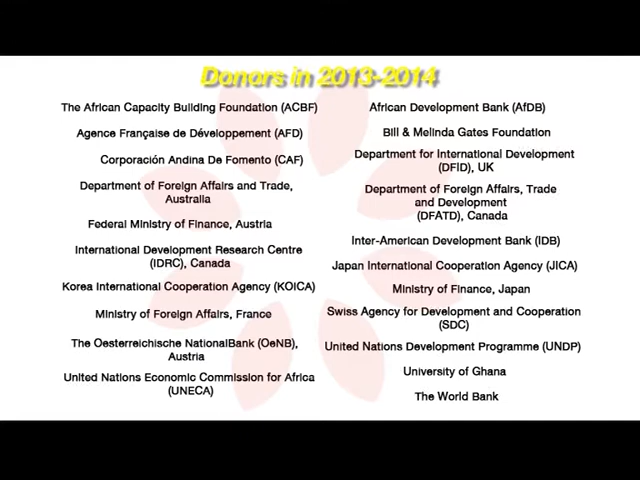 Donors in 2013-2014
The African Capacity Building Foundation (ACBF)
Agence Française de Développement (AFD)
Corporación Andina De Fomento (CAF)
Department of Foreign Affairs and Trade,
Australia
Federal Ministry of Finance, Austria
International Development Research Centre
(IDRC), Canada
Korea International Cooperation Agency (KOICA)
Ministry of Foreign Affairs, France
The Oesterreichische NationalBank (OeNB),
Austria
United Nations Economic Commission for Africa
(UNECA)
African Development Bank (AfDB)
Bill & Melinda Gates Foundation
Department for International Development
(DFID), UK
Department of Foreign Affairs, Trade
and Development
(DFATD), Canada
Inter-American Development Bank (IDB)
Japan International Cooperation Agency (JICA)
Ministry of Finance, Japan
Swiss Agency for Development and Cooperation
(SDC)
United Nations Development Programme (UNDP)
University of Ghana
The World Bank